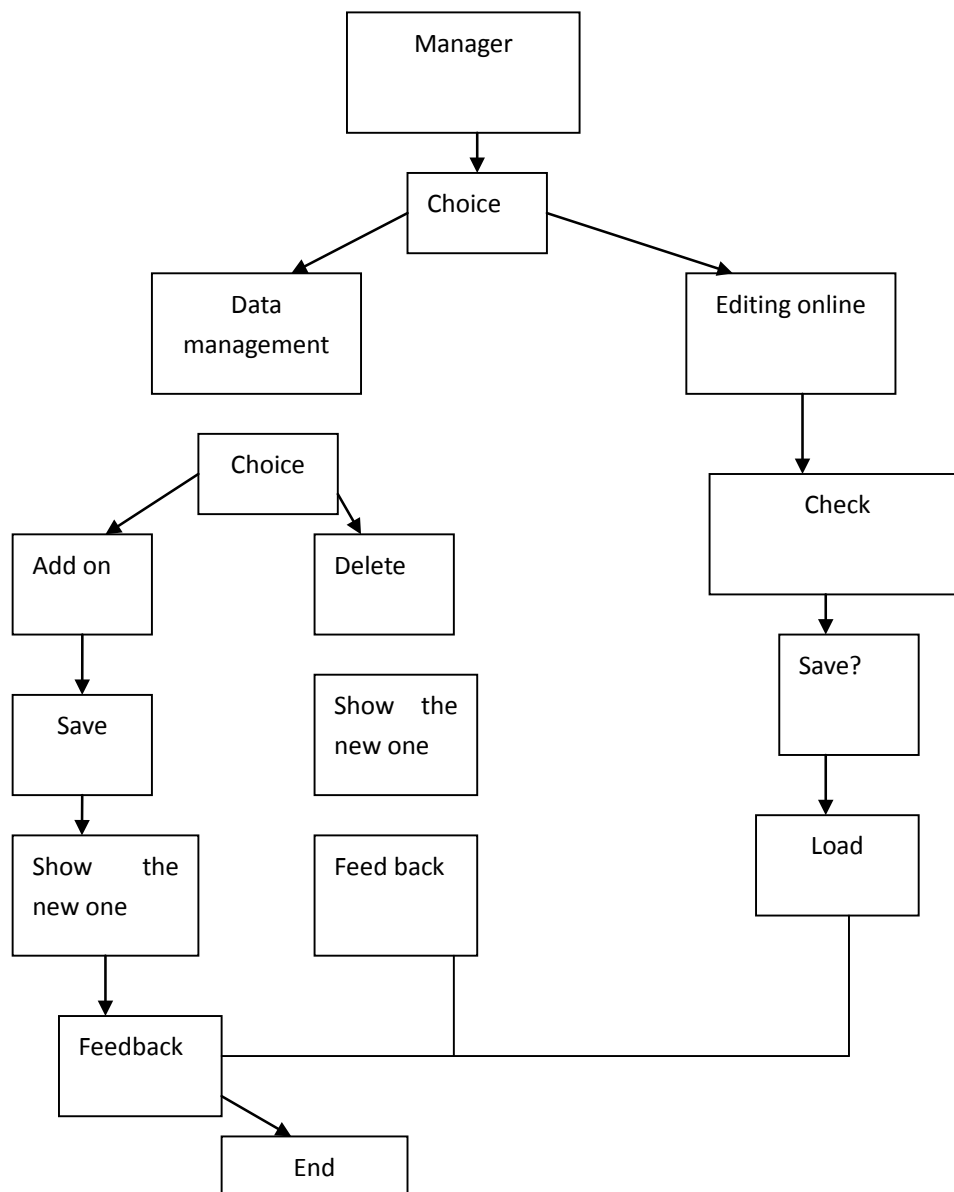 Manager
Choice
Data
management
Editing online
Choice
Check
Add on
Delete
Save?
Save
Show the
new one
Load
Show the
new one
Feed back
Feedback
End